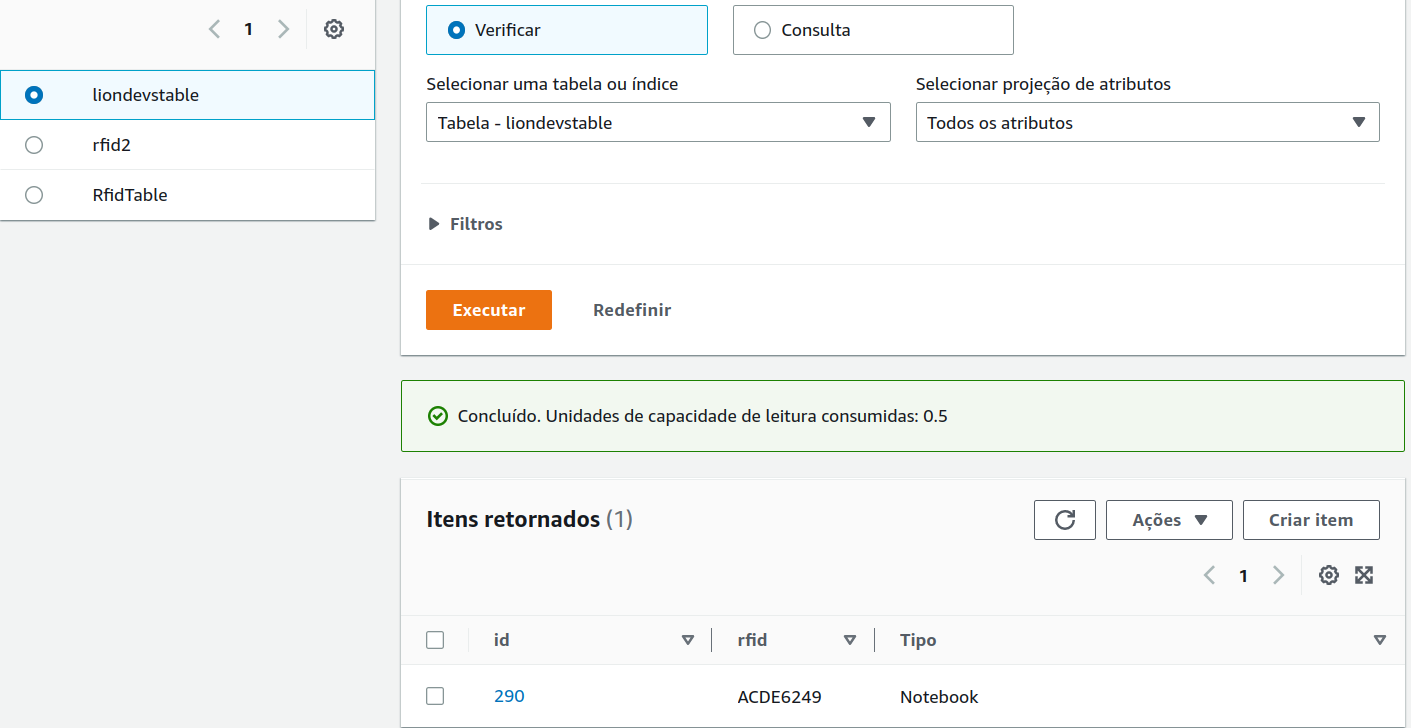 1
liondevstable
rfid2
RfidTable
Verificar
Consulta
Selecionar uma tabela ou índice
Selecionar projeção de atributos
Tabela - liondevstable
Todos os atributos
Filtros
Executar
Redefinir
Concluído. Unidades de capacidade de leitura consumidas: 0.5
Itens retornados (1)
Ações
Criar item
1
id
rfid
Tipo
290
ACDE6249
Notebook